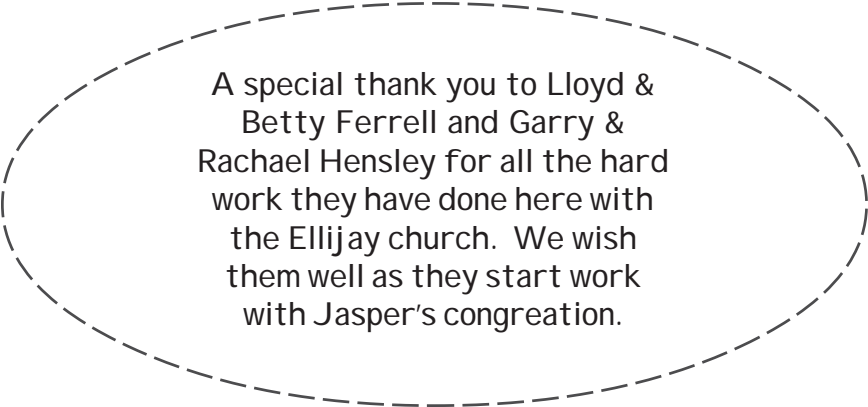 A special thank you to Lloyd &
Betty Ferrell and Garry &
Rachael Hensley for all the hard
work they have done here with
the Ellijay church.  We wish
them well as they start work
with Jasper's congreation.